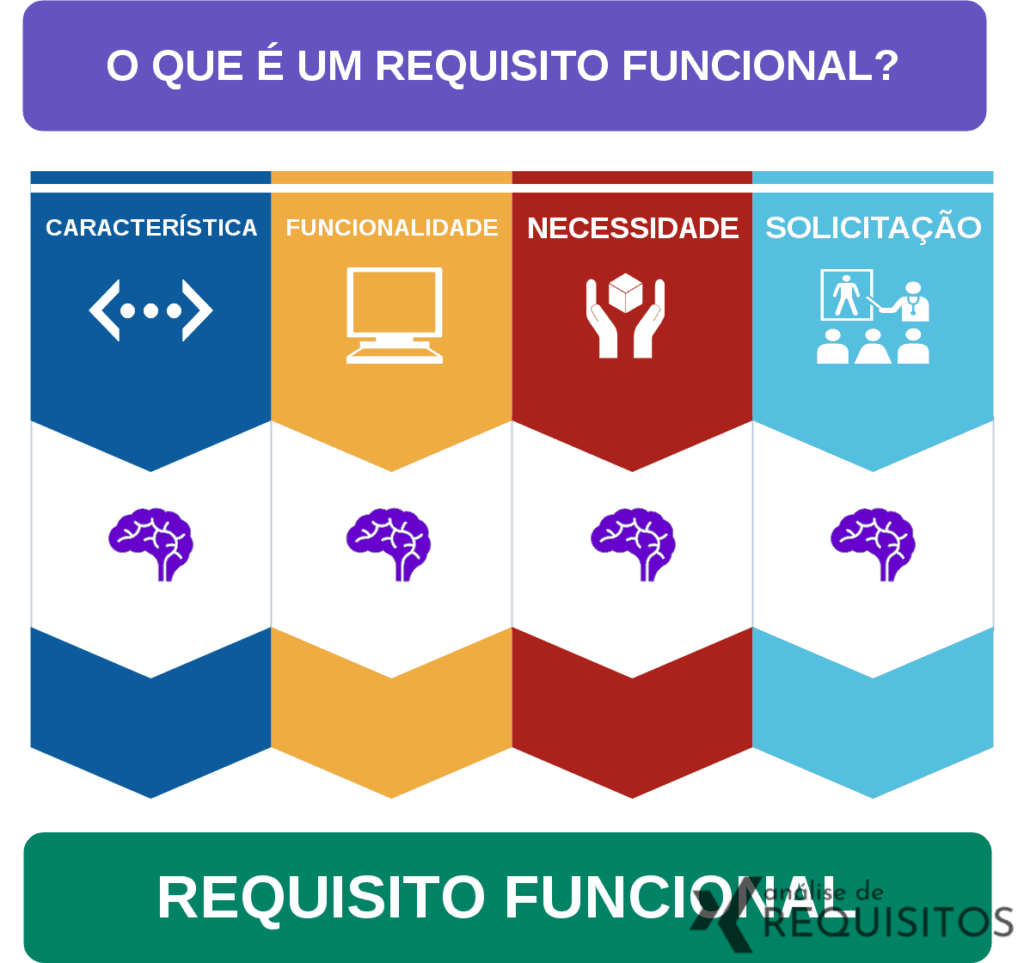 O QUE É UM REQUISITO FUNCIONAL?
CARACTERÍSTICA
FUNCIONALIDADE
NECESSIDADE
SOLICITAÇÃO
REQUISITO FUNCIONAL
análise de
REQUISITOS